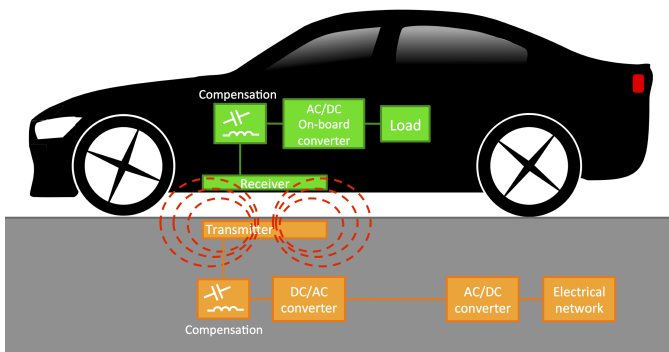 Compensation
AC/DC
On-board
converter
Load
Receiver
Transmitter
DC/AC
converter
AC/DC
converter
Electrical
network
Compensation